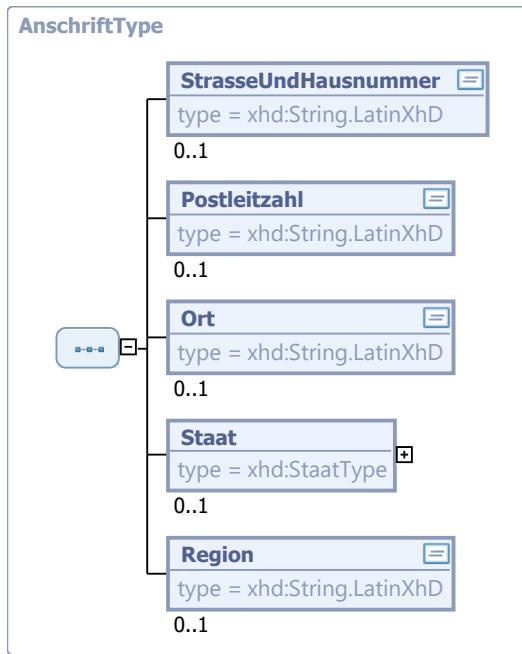 AnschriftType
StrasseUndHausnummer
type = xhd:String.LatinXhD
0..1
Postleitzahl
type = xhd:String.LatinXhD
0..1
Ort
type = xhd:String.LatinXhD
0..1
Staat
type = xhd:StaatType
0..1
Region
type = xhd:String.LatinXhD
0..1